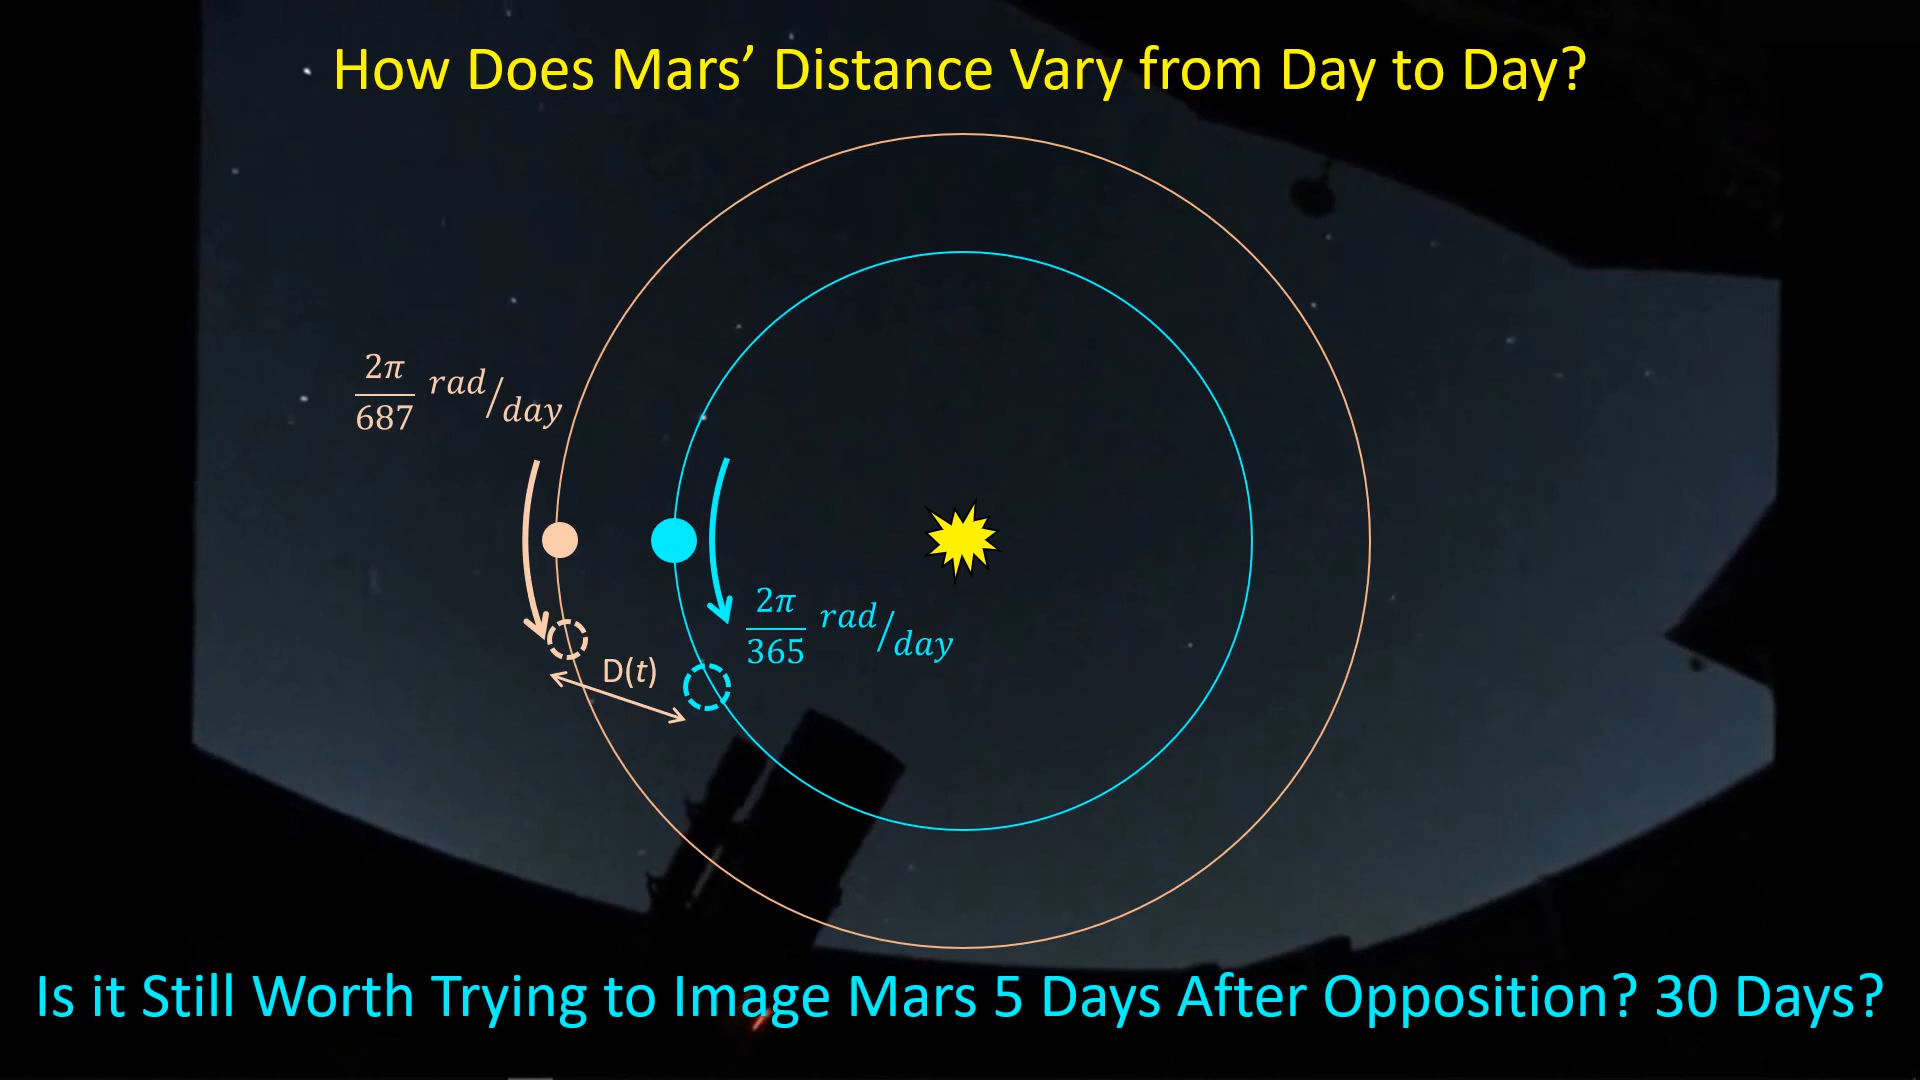 How Does Mars’ Distance Vary from Day to Day?
2π/687 rad/day
2π/365 rad/day
D(t)
Is it Still Worth Trying to Image Mars 5 Days After Opposition? 30 Days?